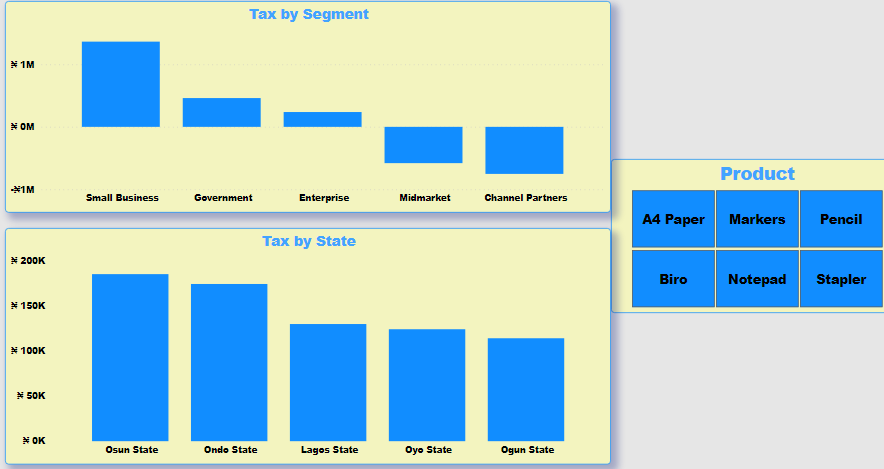 Tax by Segment
₦ 1M
₦ 0M
-₦1M
Small Business Government Enterprise Midmarket Channel Partners
Product
A4 Paper Markers Pencil
Biro Notepad Stapler
Tax by State
₦ 200K
₦ 150K
₦ 100K
₦ 50K
₦ 0K
Osun State Ondo State Lagos State Oyo State Ogun State